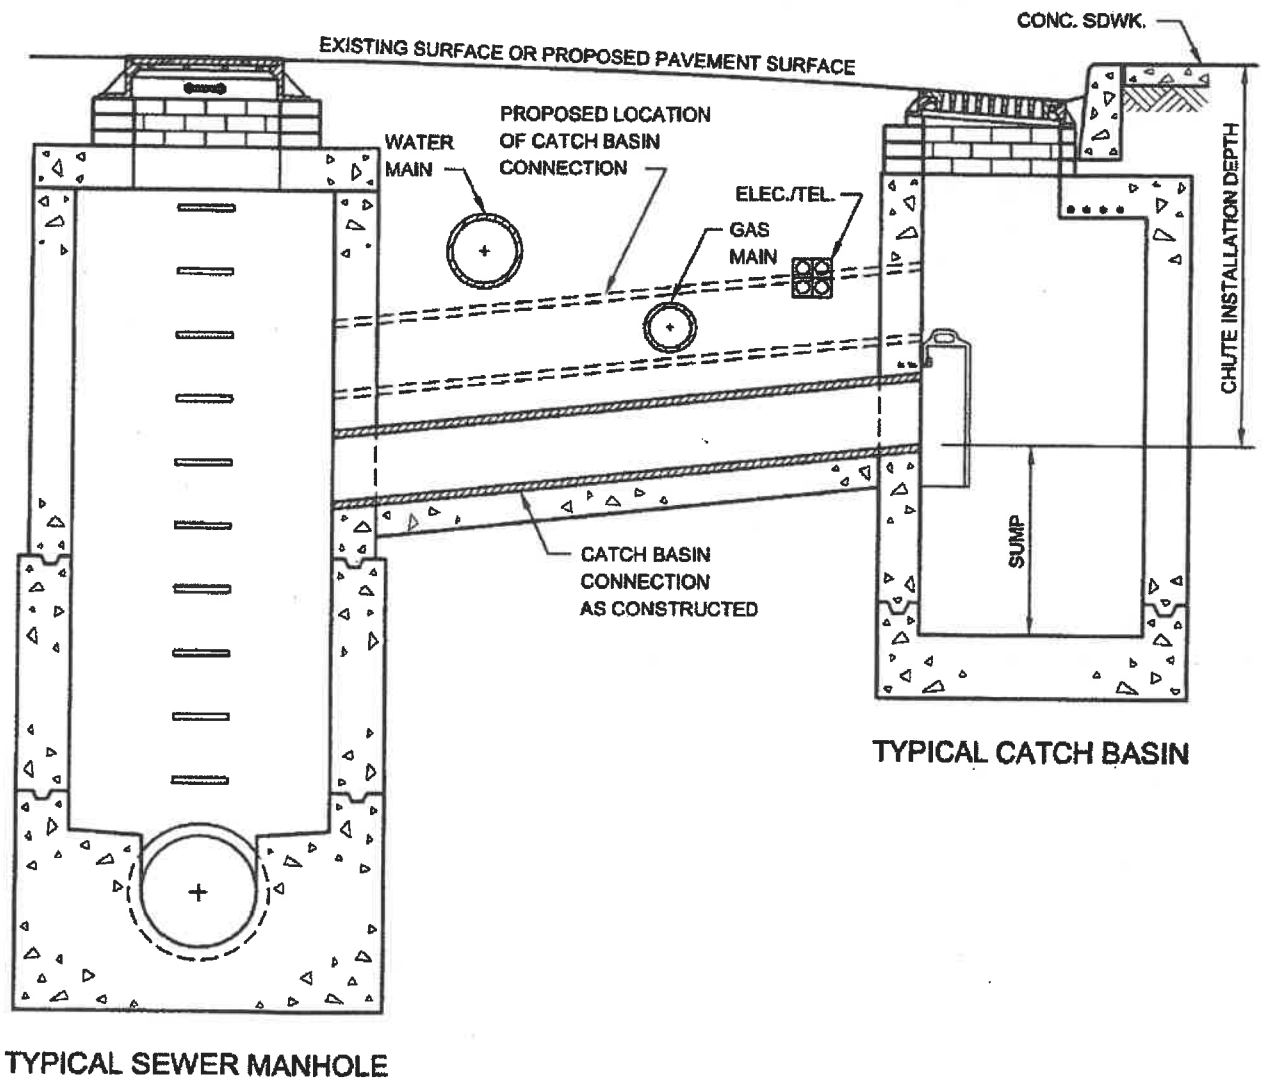 CONC. SDWK.
EXISTING SURFACE OR PROPOSED PAVEMENT SURFACE
PROPOSED LOCATION
OF CATCH BASIN
CONNECTION
WATER
MAIN
ELEC./TEL.
GAS
MAIN
CHUTE INSTALLATION DEPTH
SUMP
CATCH BASIN
CONNECTION
AS CONSTRUCTED
TYPICAL CATCH BASIN
TYPICAL SEWER MANHOLE